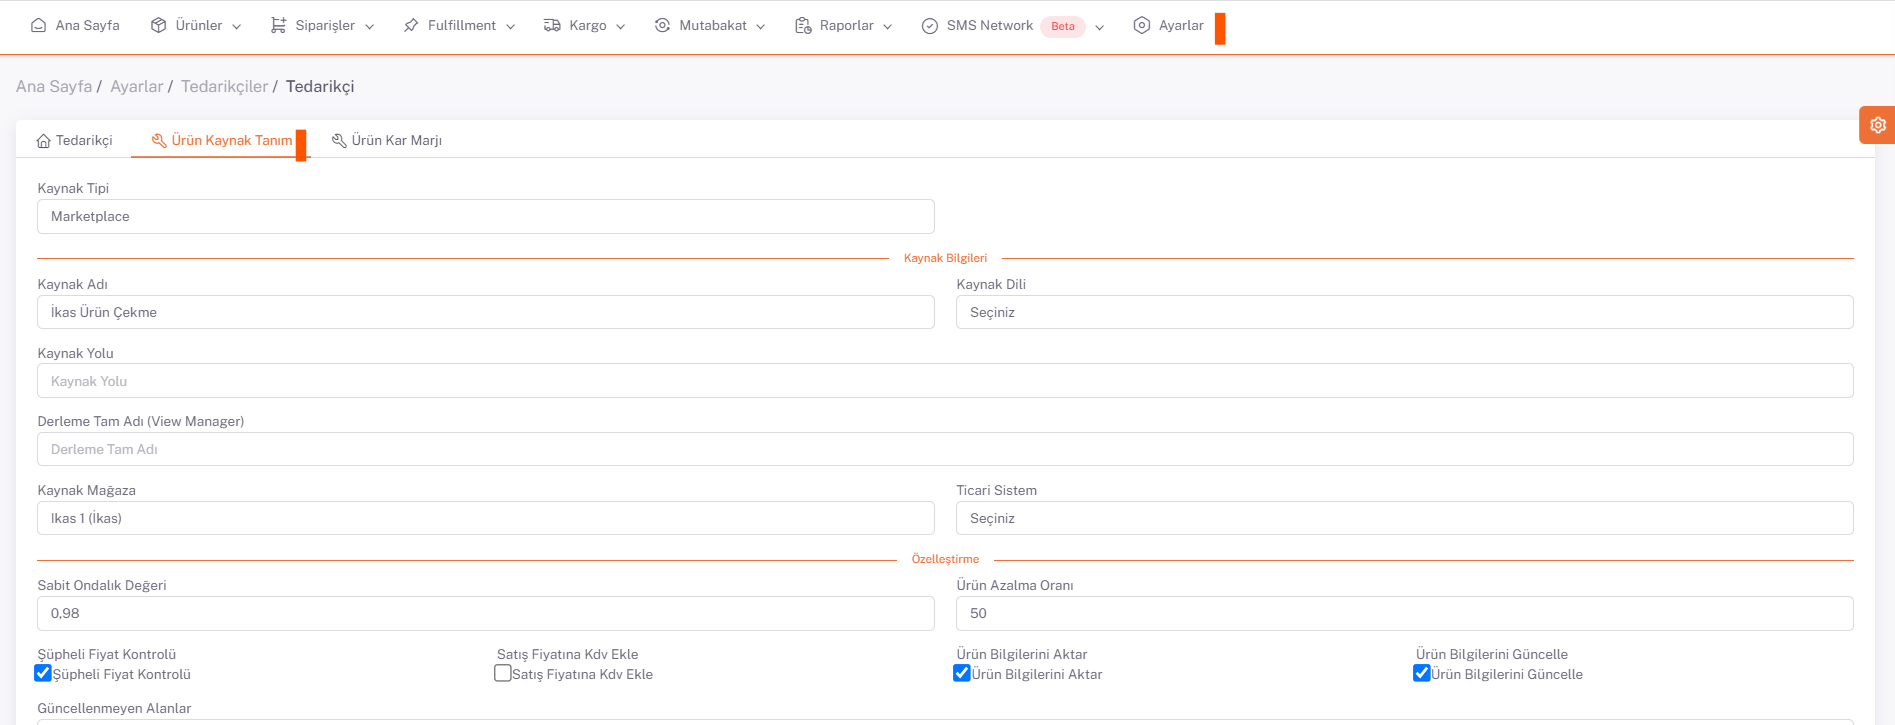 Ana Sayfa Ürünler Siparişler Fulfillment Kargo Mutabakat Raporlar SMS Network Beta Ayarlar
Ana Sayfa / Ayarlar / Tedarikçiler / Tedarikçi
Tedarikçi Ürün Kaynak Tanım Ürün Kar Marjı
Kaynak Tipi
Marketplace
Kaynak Bilgileri
Kaynak Adı Kaynak Dili
İkas Ürün Çekme Seçiniz
Kaynak Yolu
Kaynak Yolu
Derleme Tam Adı (View Manager)
Derleme Tam Adı
Kaynak Mağaza Ticari Sistem
Ikas 1 (İkas) Seçiniz
Özelleştirme
Sabit Ondalık Değeri Ürün Azalma Oranı
0,98 50
Şüpheli Fiyat Kontrolü Satış Fiyatına Kdv Ekle Ürün Bilgilerini Aktar Ürün Bilgilerini Güncelle
Şüpheli Fiyat Kontrolü Satış Fiyatına Kdv Ekle Ürün Bilgilerini Aktar Ürün Bilgilerini Güncelle
Güncellenmeyen Alanlar